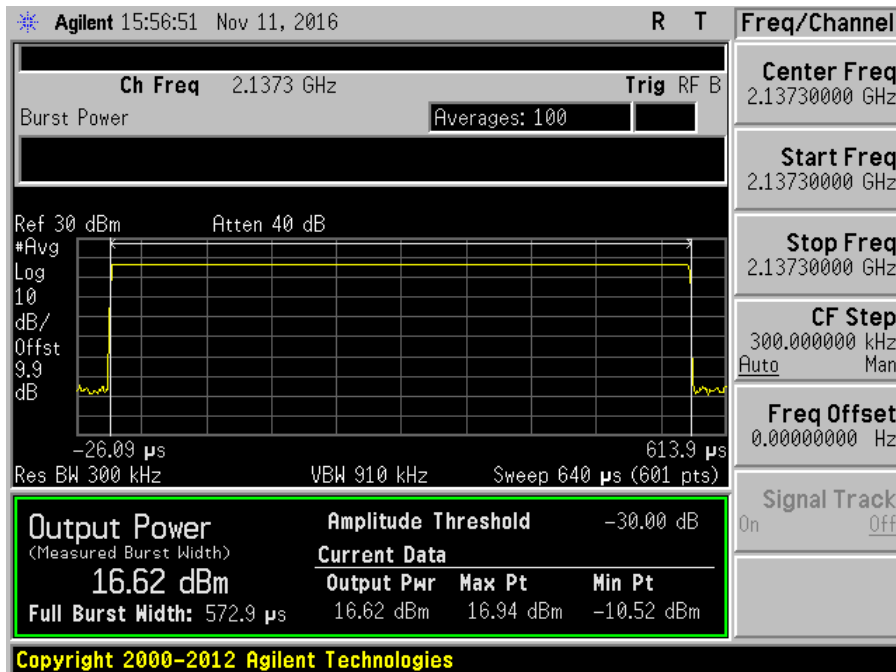 Agilent 15:56:51 Nov 11, 2016 R T
Freq/Channel
Ch Freq 2.1373 GHz Trig RF B
Burst Power Averages: 100
Center Freq
2.13730000 GHz
Start Freq
2.13730000 GHz
Stop Freq
2.13730000 GHz
CF Step
300.000000 kHz
Auto Man
Freq Offset
0.00000000 Hz
Signal Track
On Off
Ref 30 dBm Atten 40 dB
#Avg
Log
10
dB/
Offst
9.9
dB
-26.09 µs 613.9 µs
Res BW 300 kHz VBW 910 kHz Sweep 640 µs (601 pts)
Output Power
(Measured Burst Width)
16.62 dBm
Full Burst Width: 572.9 µs
Amplitude Threshold -30.00 dB
Current Data
Output Pwr Max Pt Min Pt
16.62 dBm 16.94 dBm -10.52 dBm
Copyright 2000-2012 Agilent Technologies